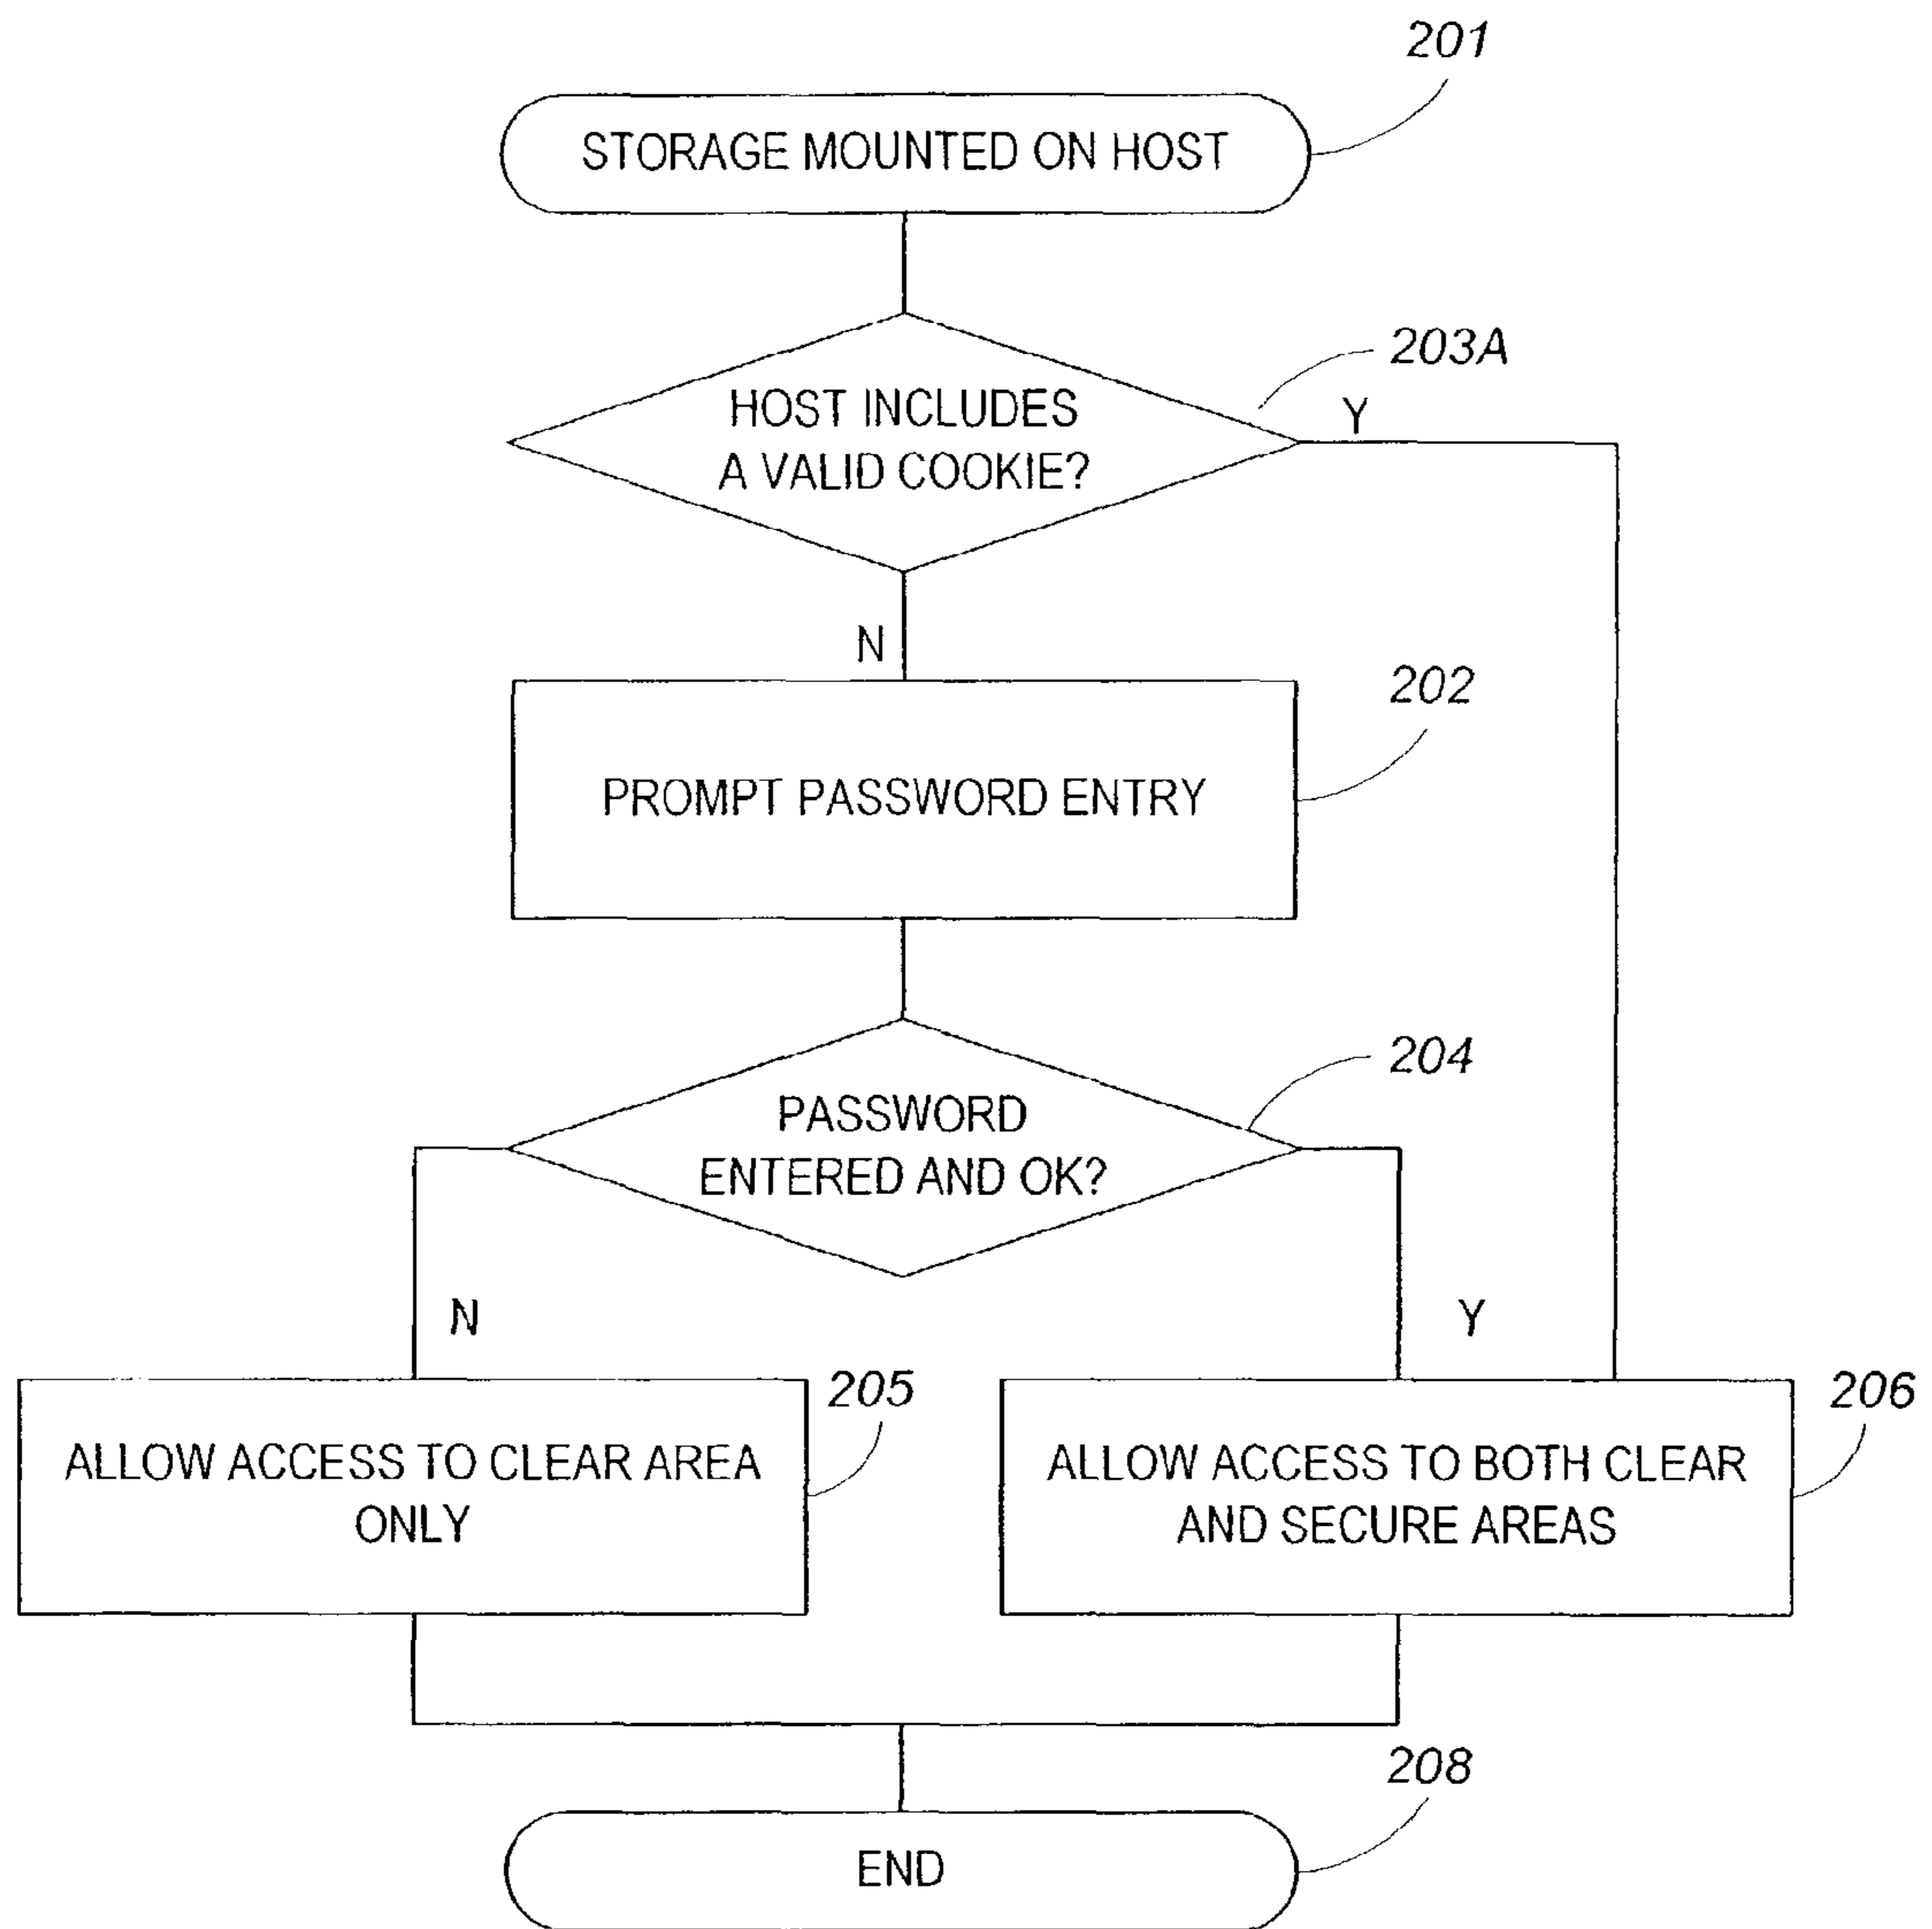 201
STORAGE MOUNTED ON HOST
203A
HOST INCLUDES
A VALID COOKIE?
Y
N
202
PROMPT PASSWORD ENTRY
204
PASSWORD
ENTERED AND OK?
N
Y
205
206
ALLOW ACCESS TO CLEAR AREA
ONLY
ALLOW ACCESS TO BOTH CLEAR
AND SECURE AREAS
208
END